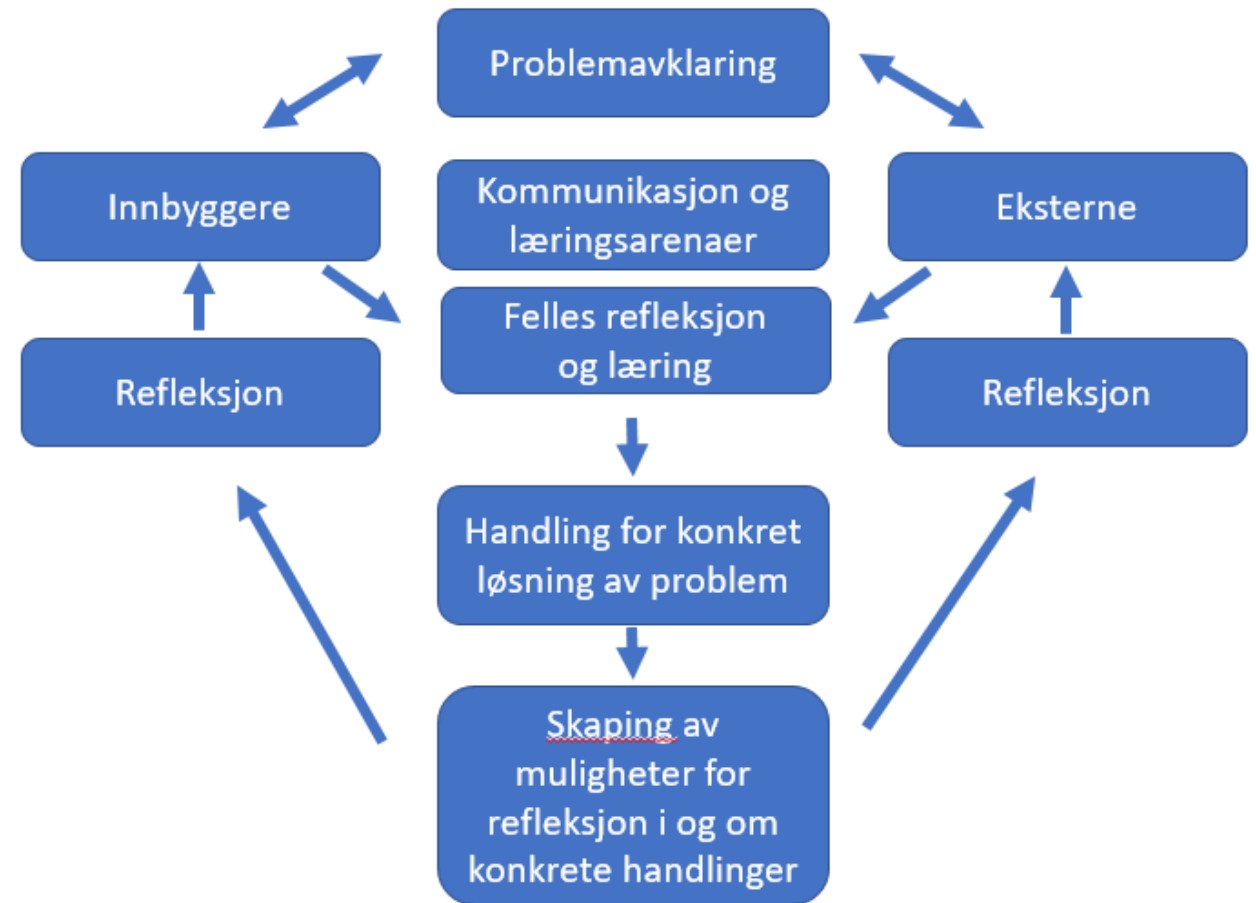 Problemavklaring
Innbyggere
Kommunikasjon og
læringsarenaer
Eksterne
Felles refleksjon
og læring
Refleksjon
Refleksjon
Handling for konkret
løsning av problem
Skaping av
muligheter for
refleksjon i og om
konkrete handlinger